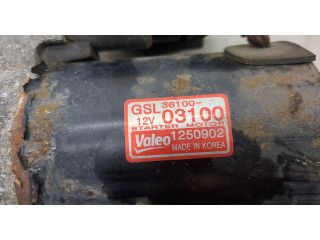 GSL 36100-
12V 03100
STARTER MOTOR
Valeo 1250902
MADE IN KOREA